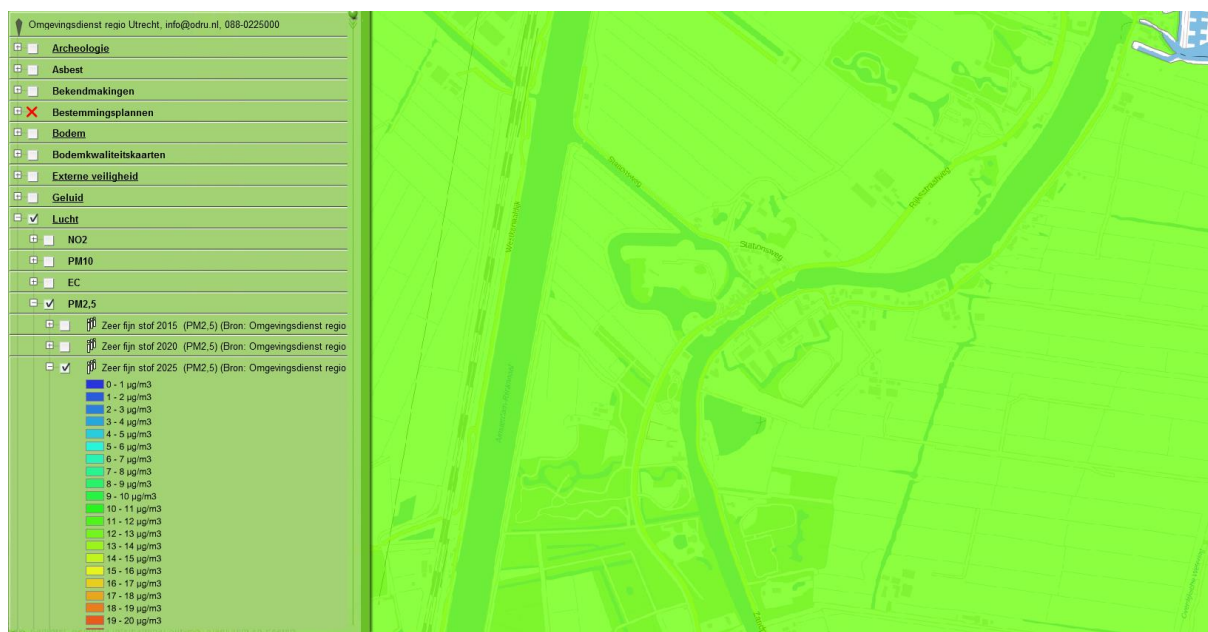 Omgevingsdienst regio Utrecht, info@odru.nl, 088-0225000
Archeologie
Asbest
Bekendmakingen
Bestemmingsplannen
Bodem
Bodemkwaliteitskaarten
Externe veiligheid
Geluid
Lucht
NO2
PM10
EC
PM2,5
Zeer fijn stof 2015 (PM2,5) (Bron: Omgevingsdienst regio
Zeer fijn stof 2020 (PM2,5) (Bron: Omgevingsdienst regio
Zeer fijn stof 2025 (PM2,5) (Bron: Omgevingsdienst regio
0 - 1 µg/m3
1 - 2 µg/m3
2 - 3 µg/m3
3 - 4 µg/m3
4 - 5 µg/m3
5 - 6 µg/m3
6 - 7 µg/m3
7 - 8 µg/m3
8 - 9 µg/m3
9 - 10 µg/m3
10 - 11 µg/m3
11 - 12 µg/m3
12 - 13 µg/m3
13 - 14 µg/m3
14 - 15 µg/m3
15 - 16 µg/m3
16 - 17 µg/m3
17 - 18 µg/m3
18 - 19 µg/m3
19 - 20 µg/m3
Stationsweg
Rijksstraatweg
Stationsweg